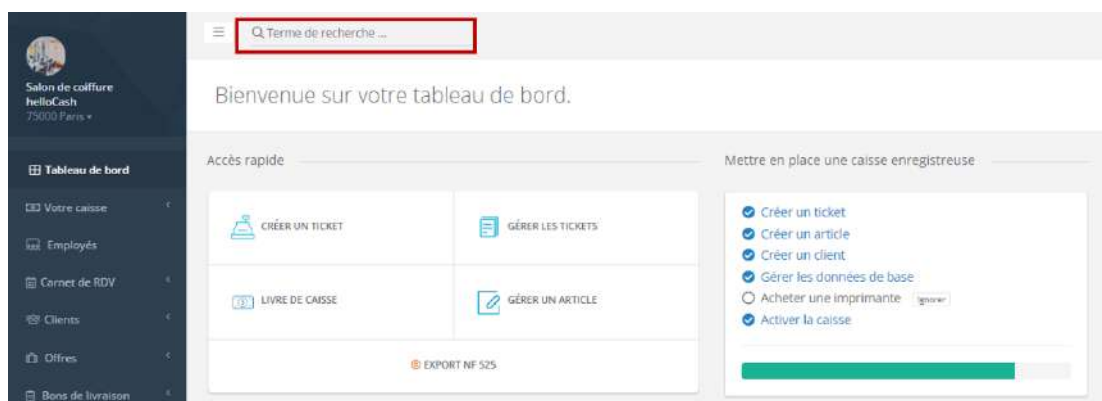 Terme de recherche ...
Salon de coiffure
helloCash
75000 Paris
Bienvenue sur votre tableau de bord.
Tableau de bord
Votre caisse
Employés
Carnet de RDV
Clients
Offres
Bons de livraison
Accès rapide
CRÉER UN TICKET
GÉRER LES TICKETS
LIVRE DE CAISSE
GÉRER UN ARTICLE
EXPORT NF 525
Mettre en place une caisse enregistreuse
Créer un ticket
Créer un article
Créer un client
Gérer les données de base
Acheter une imprimante Ignorer
Activer la caisse